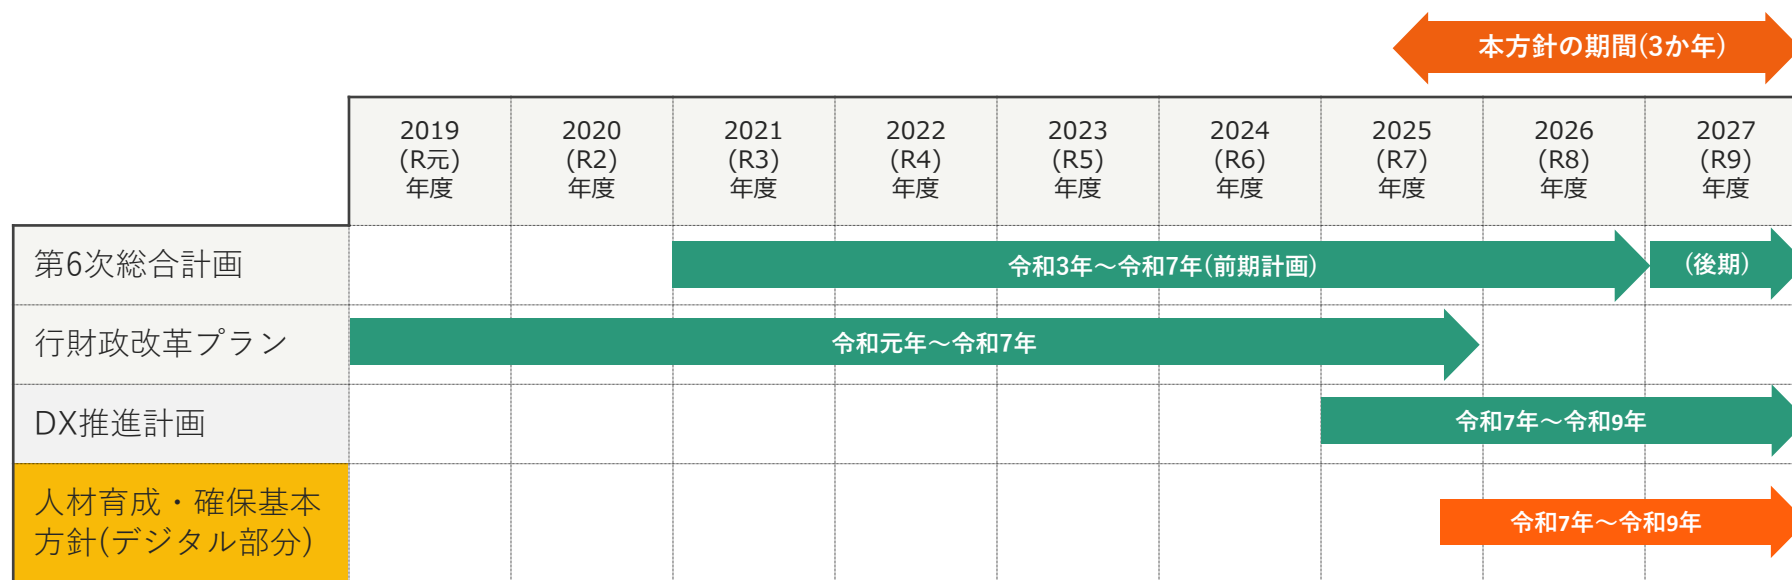 本方針の期間(3か年)
2019
(R元)
年度
2020
(R2)
年度
2021
(R3)
年度
2022
(R4)
年度
2023
(R5)
年度
2024
(R6)
年度
2025
(R7)
年度
2026
(R8)
年度
2027
(R9)
年度
第6次総合計画
令和3年～令和7年(前期計画)
(後期)
行財政改革プラン
令和元年～令和7年
DX推進計画
令和7年～令和9年
人材育成・確保基本
方針(デジタル部分)
令和7年～令和9年